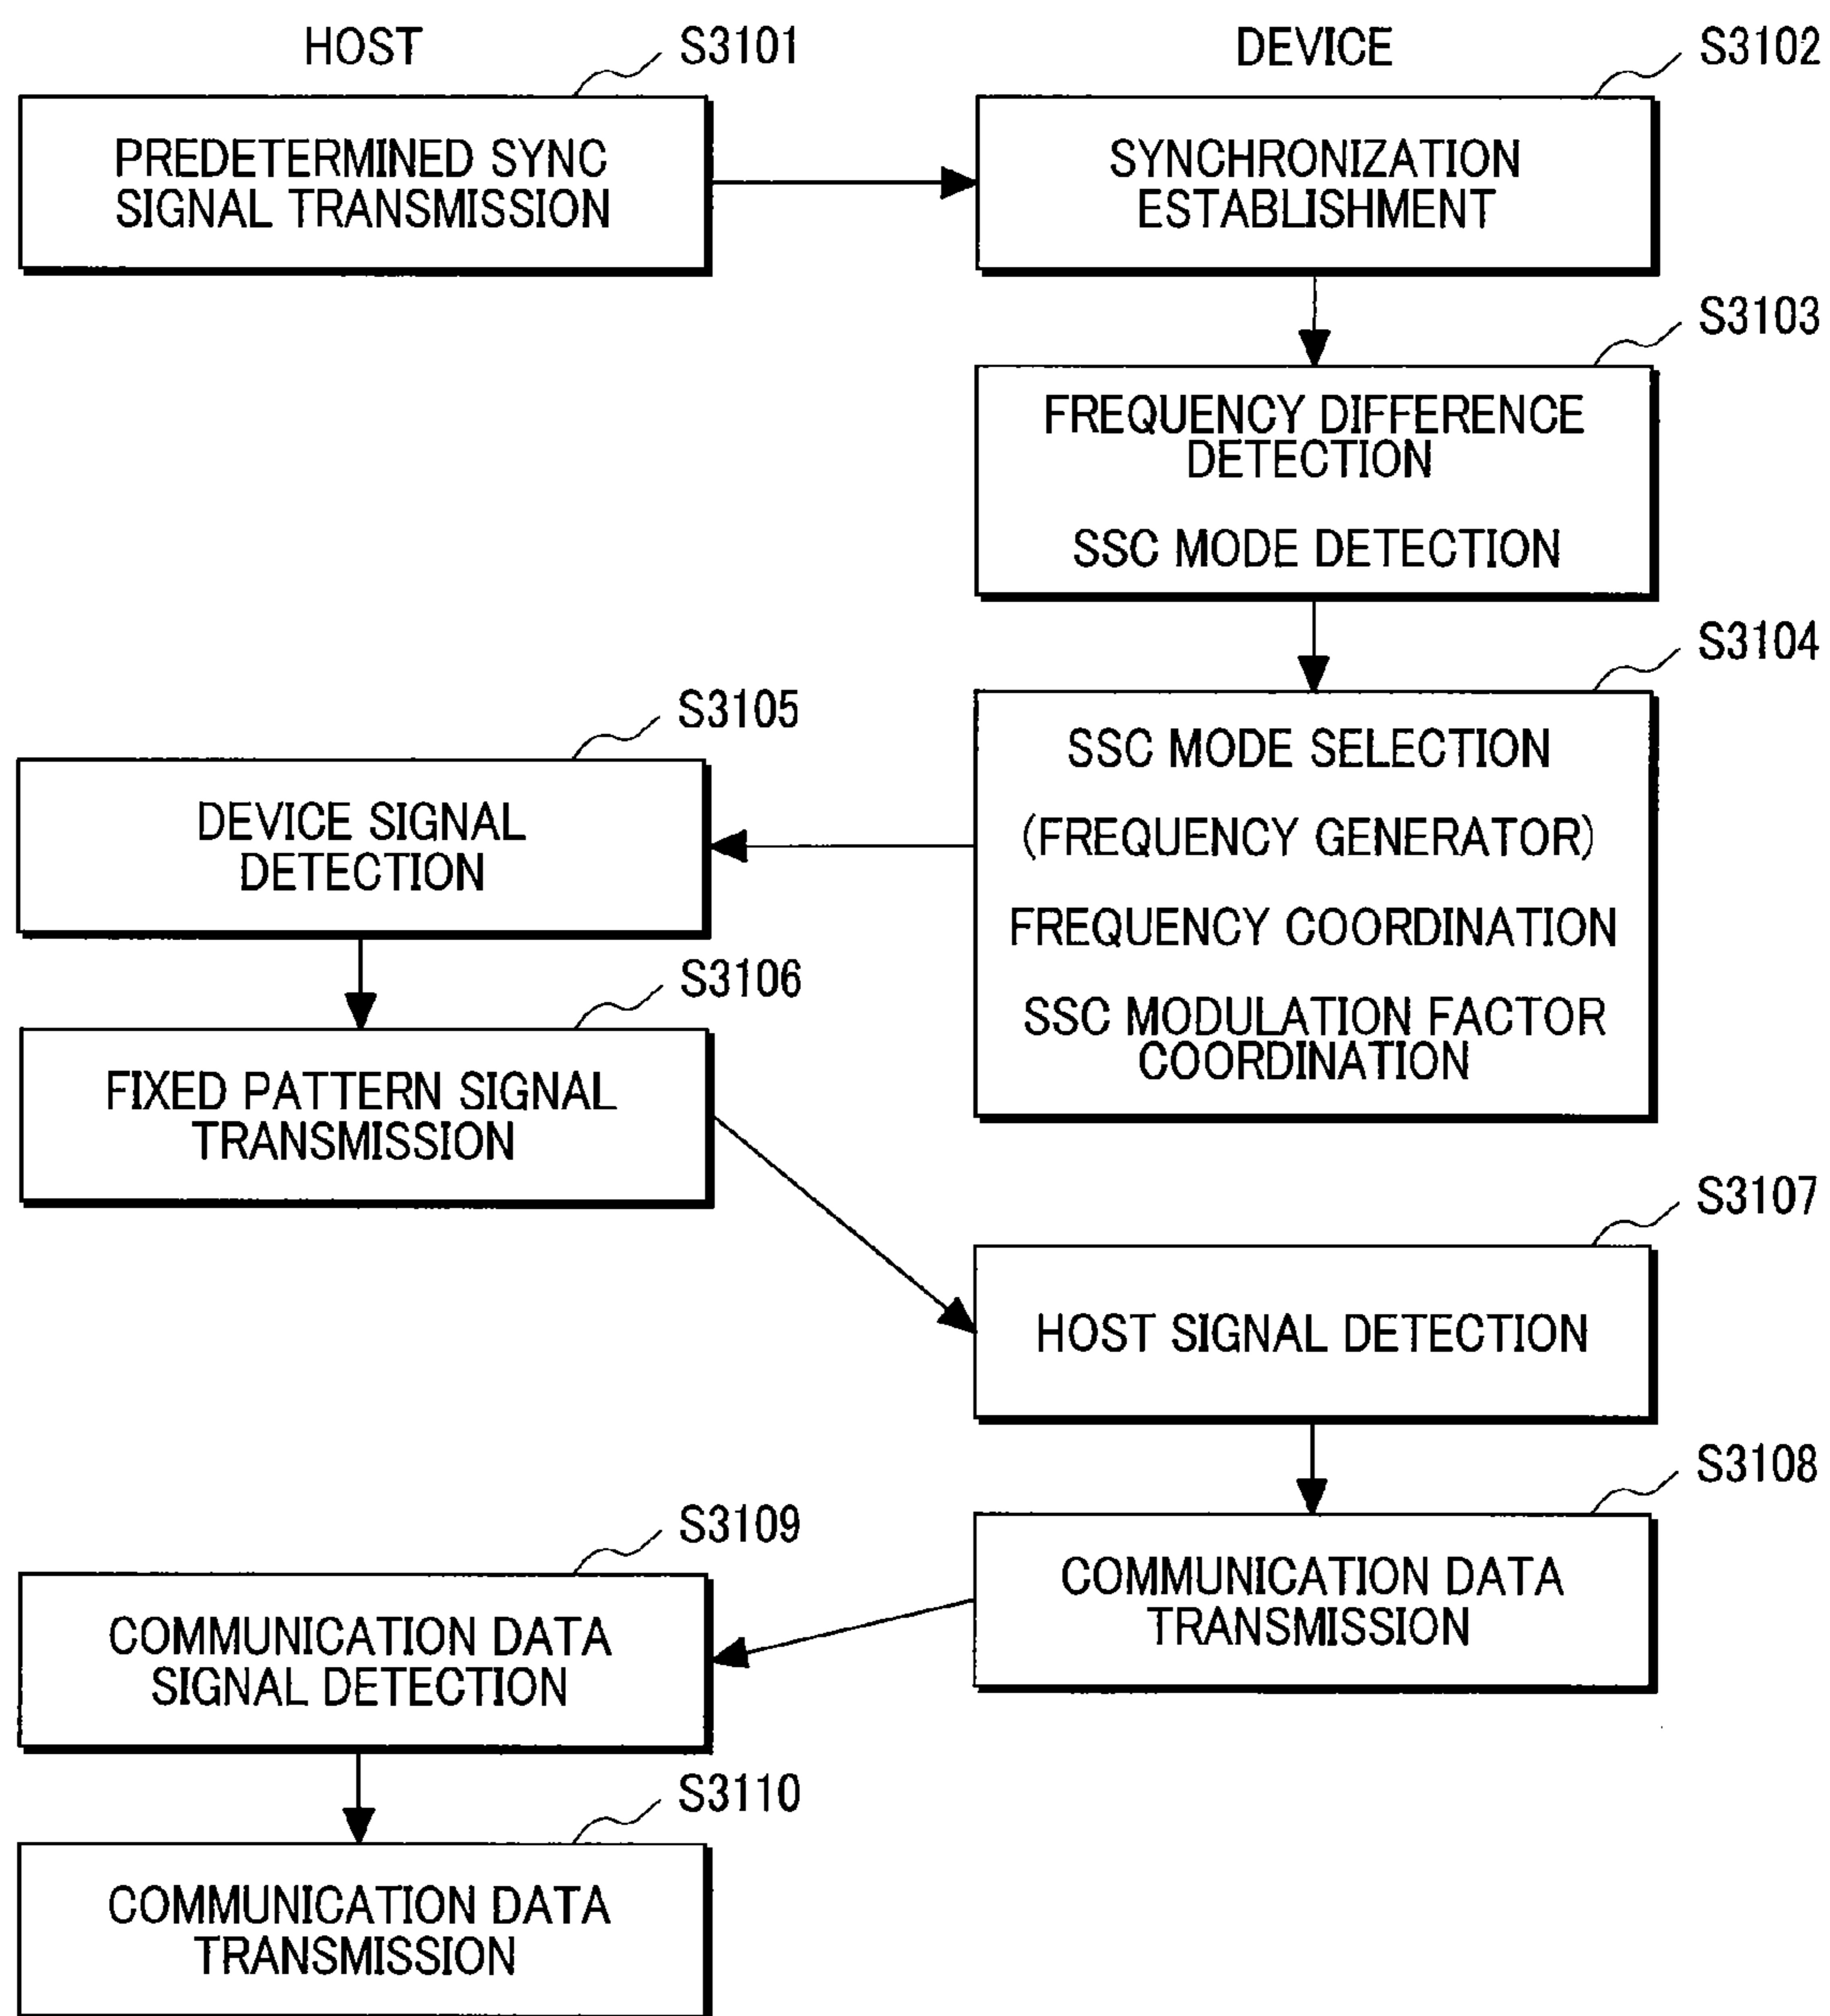 HOST
S3101
DEVICE
S3102
PREDETERMINED SYNC
SIGNAL TRANSMISSION
SYNCHRONIZATION
ESTABLISHMENT
S3103
FREQUENCY DIFFERENCE
DETECTION
SSC MODE DETECTION
S3104
SSC MODE SELECTION
(FREQUENCY GENERATOR)
FREQUENCY COORDINATION
SSC MODULATION FACTOR
COORDINATION
S3105
DEVICE SIGNAL
DETECTION
S3106
FIXED PATTERN SIGNAL
TRANSMISSION
S3107
HOST SIGNAL DETECTION
S3108
COMMUNICATION DATA
TRANSMISSION
S3109
COMMUNICATION DATA
SIGNAL DETECTION
S3110
COMMUNICATION DATA
TRANSMISSION